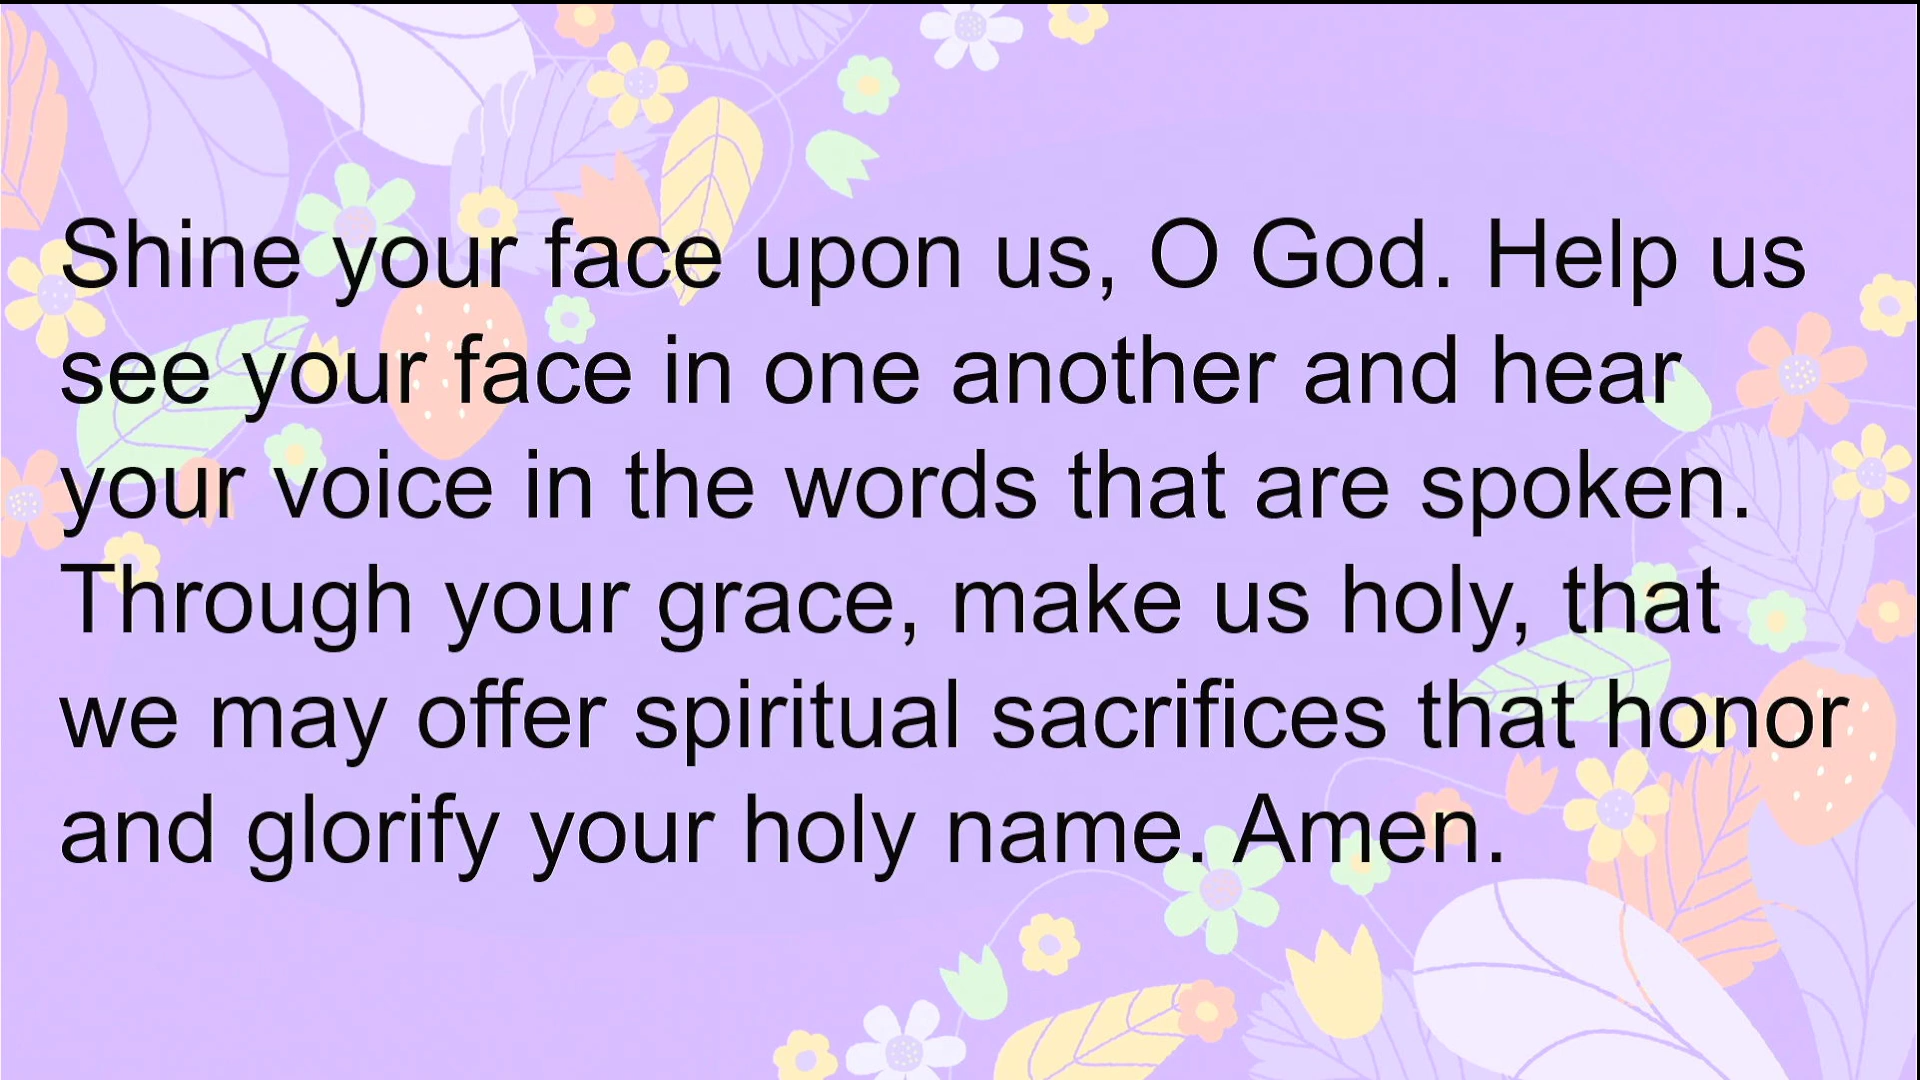 Shine your face upon us, O God. Help us
see your face in one another and hear
your voice in the words that are spoken.
Through your grace, make us holy, that
we may offer spiritual sacrifices that honor
and glorify your holy name. Amen.